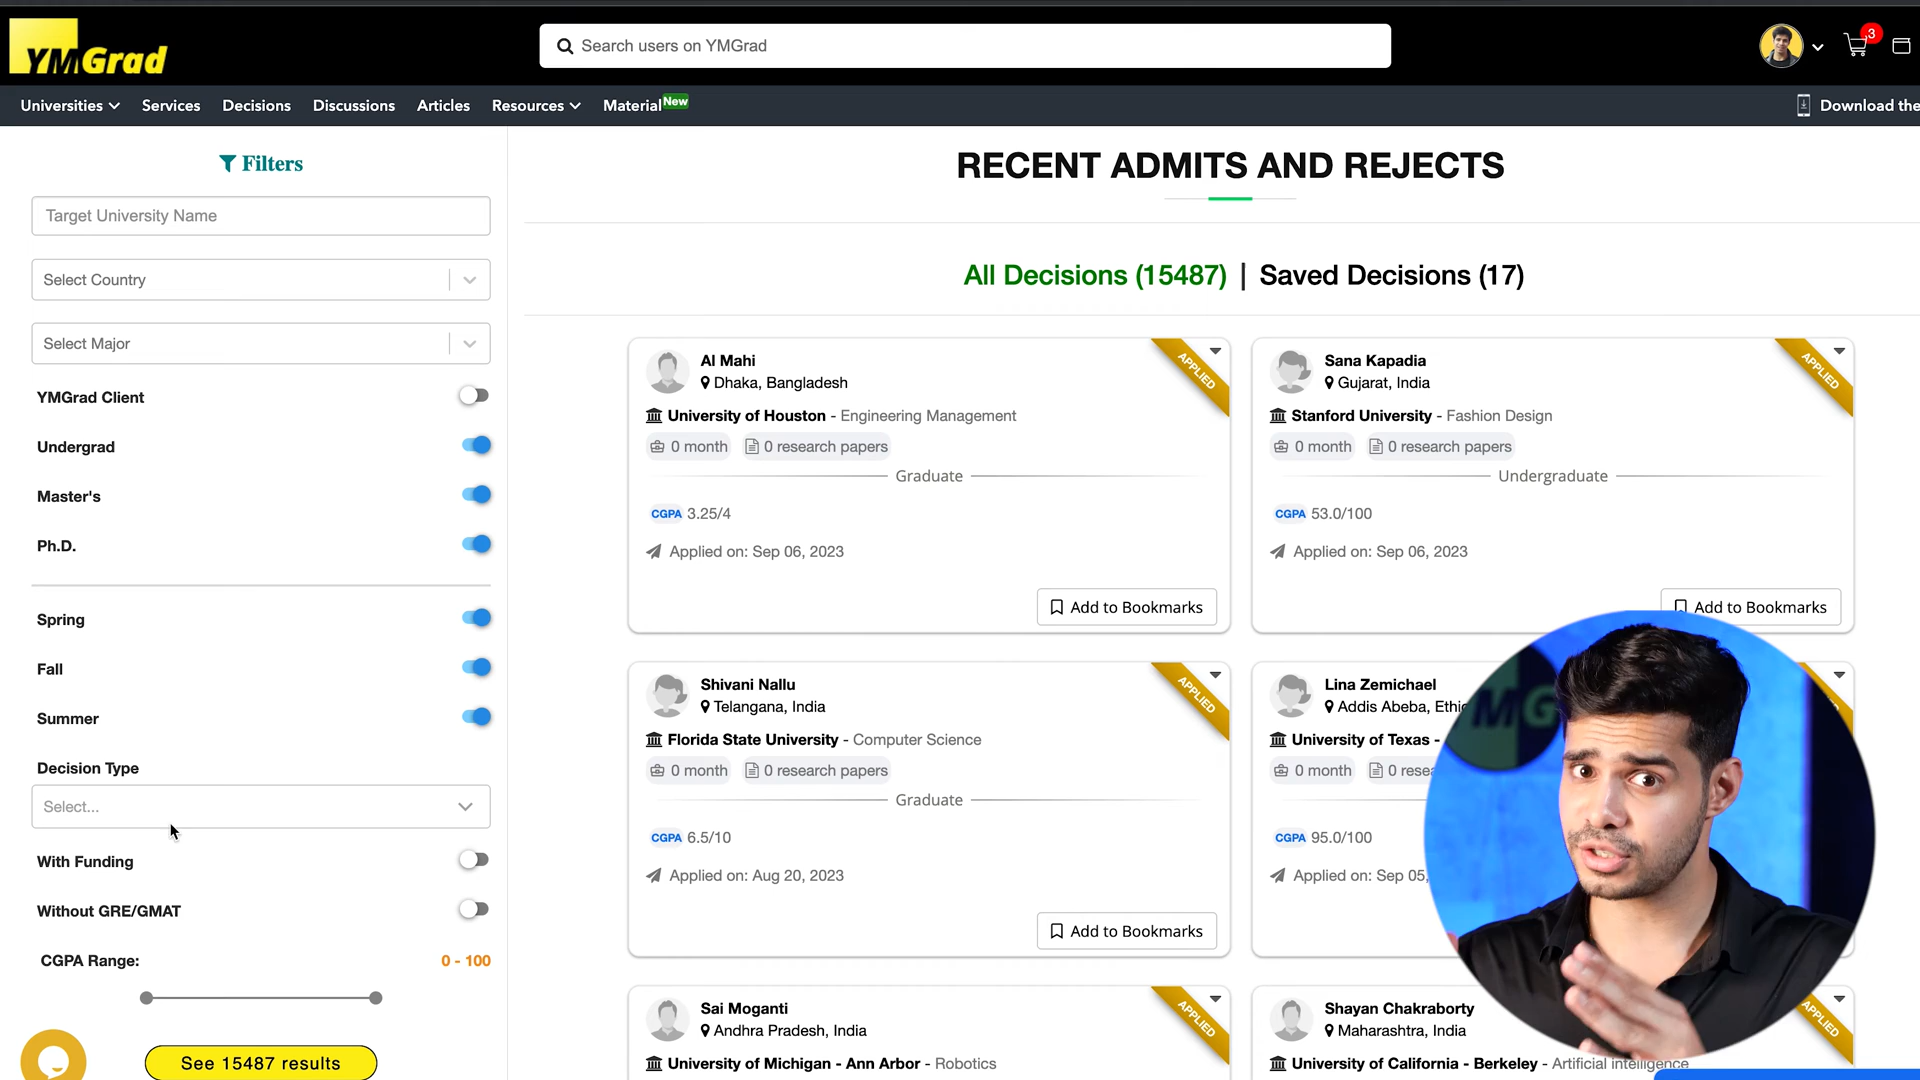 YMGrad
Search users on YMGrad
3
Universities
Services
Decisions
Discussions
Articles
Resources
Material New
Download the
Filters
Target University Name
Select Country
Select Major
YMGrad Client
Undergrad
Master's
Ph.D.
Spring
Fall
Summer
Decision Type
Select...
With Funding
Without GRE/GMAT
CGPA Range: 0 - 100
See 15487 results
RECENT ADMITS AND REJECTS
All Decisions (15487) | Saved Decisions (17)
Al Mahi
Dhaka, Bangladesh
APPLIED
University of Houston - Engineering Management
0 month 0 research papers
Graduate
CGPA 3.25/4
Applied on: Sep 06, 2023
Add to Bookmarks
Sana Kapadia
Gujarat, India
APPLIED
Stanford University - Fashion Design
0 month 0 research papers
Undergraduate
CGPA 53.0/100
Applied on: Sep 06, 2023
Add to Bookmarks
Shivani Nallu
Telangana, India
APPLIED
Florida State University - Computer Science
0 month 0 research papers
Graduate
CGPA 6.5/10
Applied on: Aug 20, 2023
Add to Bookmarks
Lina Zemichael
Addis Abeba,
University of Texas -
0 month 0
CGPA 95.0/100
Applied on: Sep 05,
Sai Moganti
Andhra Pradesh, India
APPLIED
University of Michigan - Ann Arbor - Robotics
Shayan Chakraborty
Maharashtra, India
APPLIED
University of California - Berkeley - Artificial intelligence